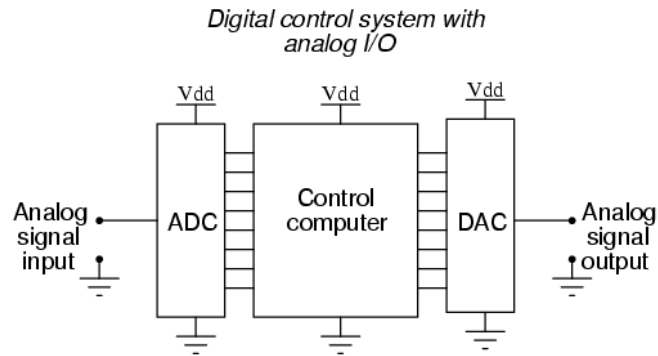 Digital control system with
analog I/O
Vdd
Vdd
Vdd
Analog
signal
input
ADC
Control
computer
DAC
Analog
signal
output